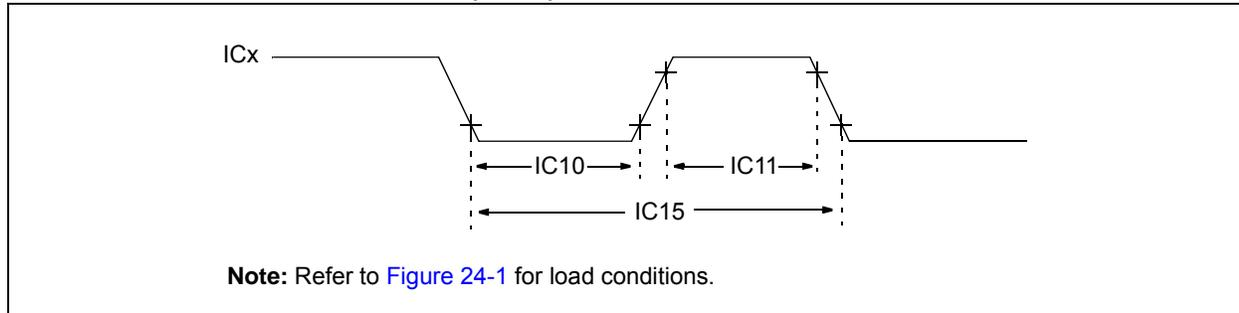 ICx
IC10
IC11
IC15
Note: Refer to Figure 24-1 for load conditions.